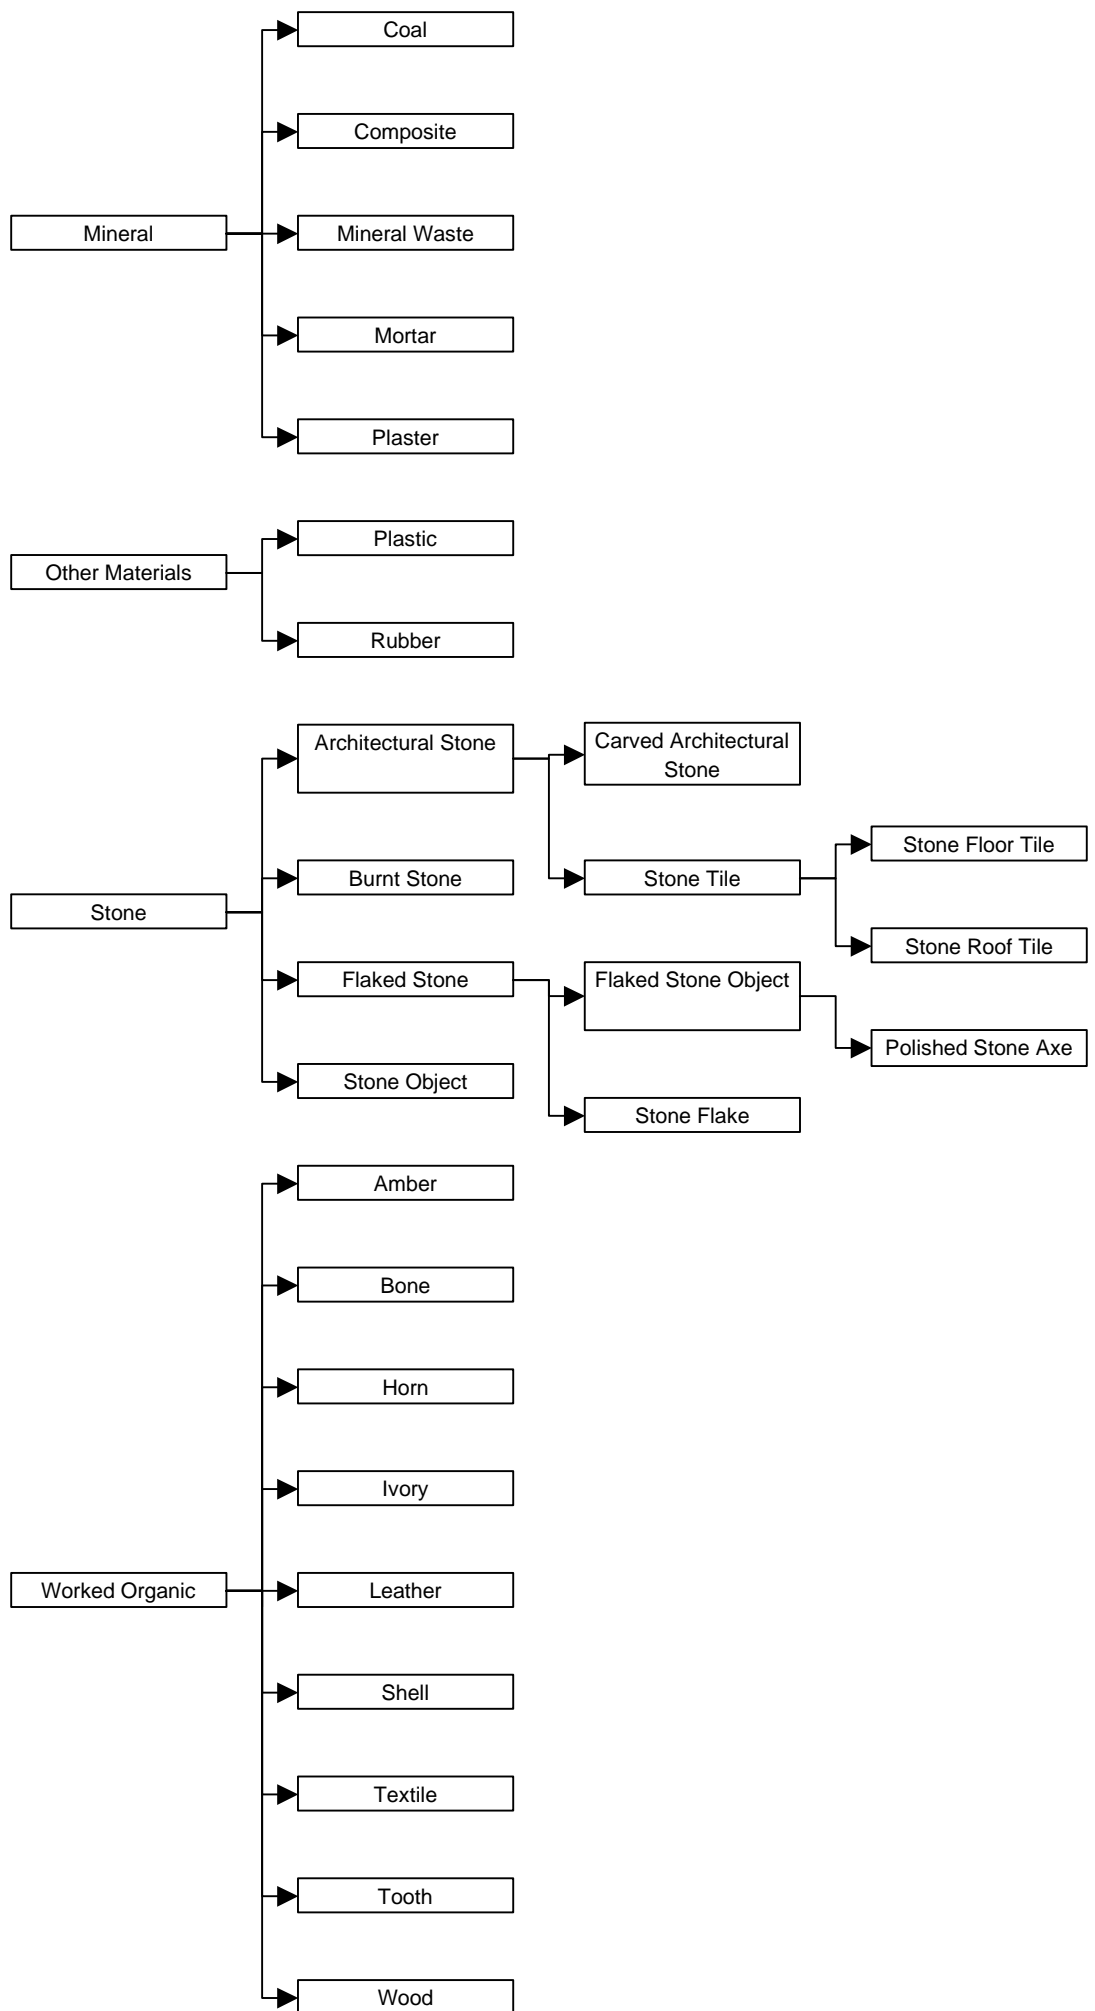 Coal
Composite
Mineral
Mineral Waste
Mortar
Plaster
Plastic
Other Materials
Rubber
Architectural Stone
Carved Architectural
Stone
Stone Floor Tile
Burnt Stone
Stone Tile
Stone
Stone Roof Tile
Flaked Stone
Flaked Stone Object
Polished Stone Axe
Stone Object
Stone Flake
Amber
Bone
Horn
Ivory
Worked Organic
Leather
Shell
Textile
Tooth
Wood